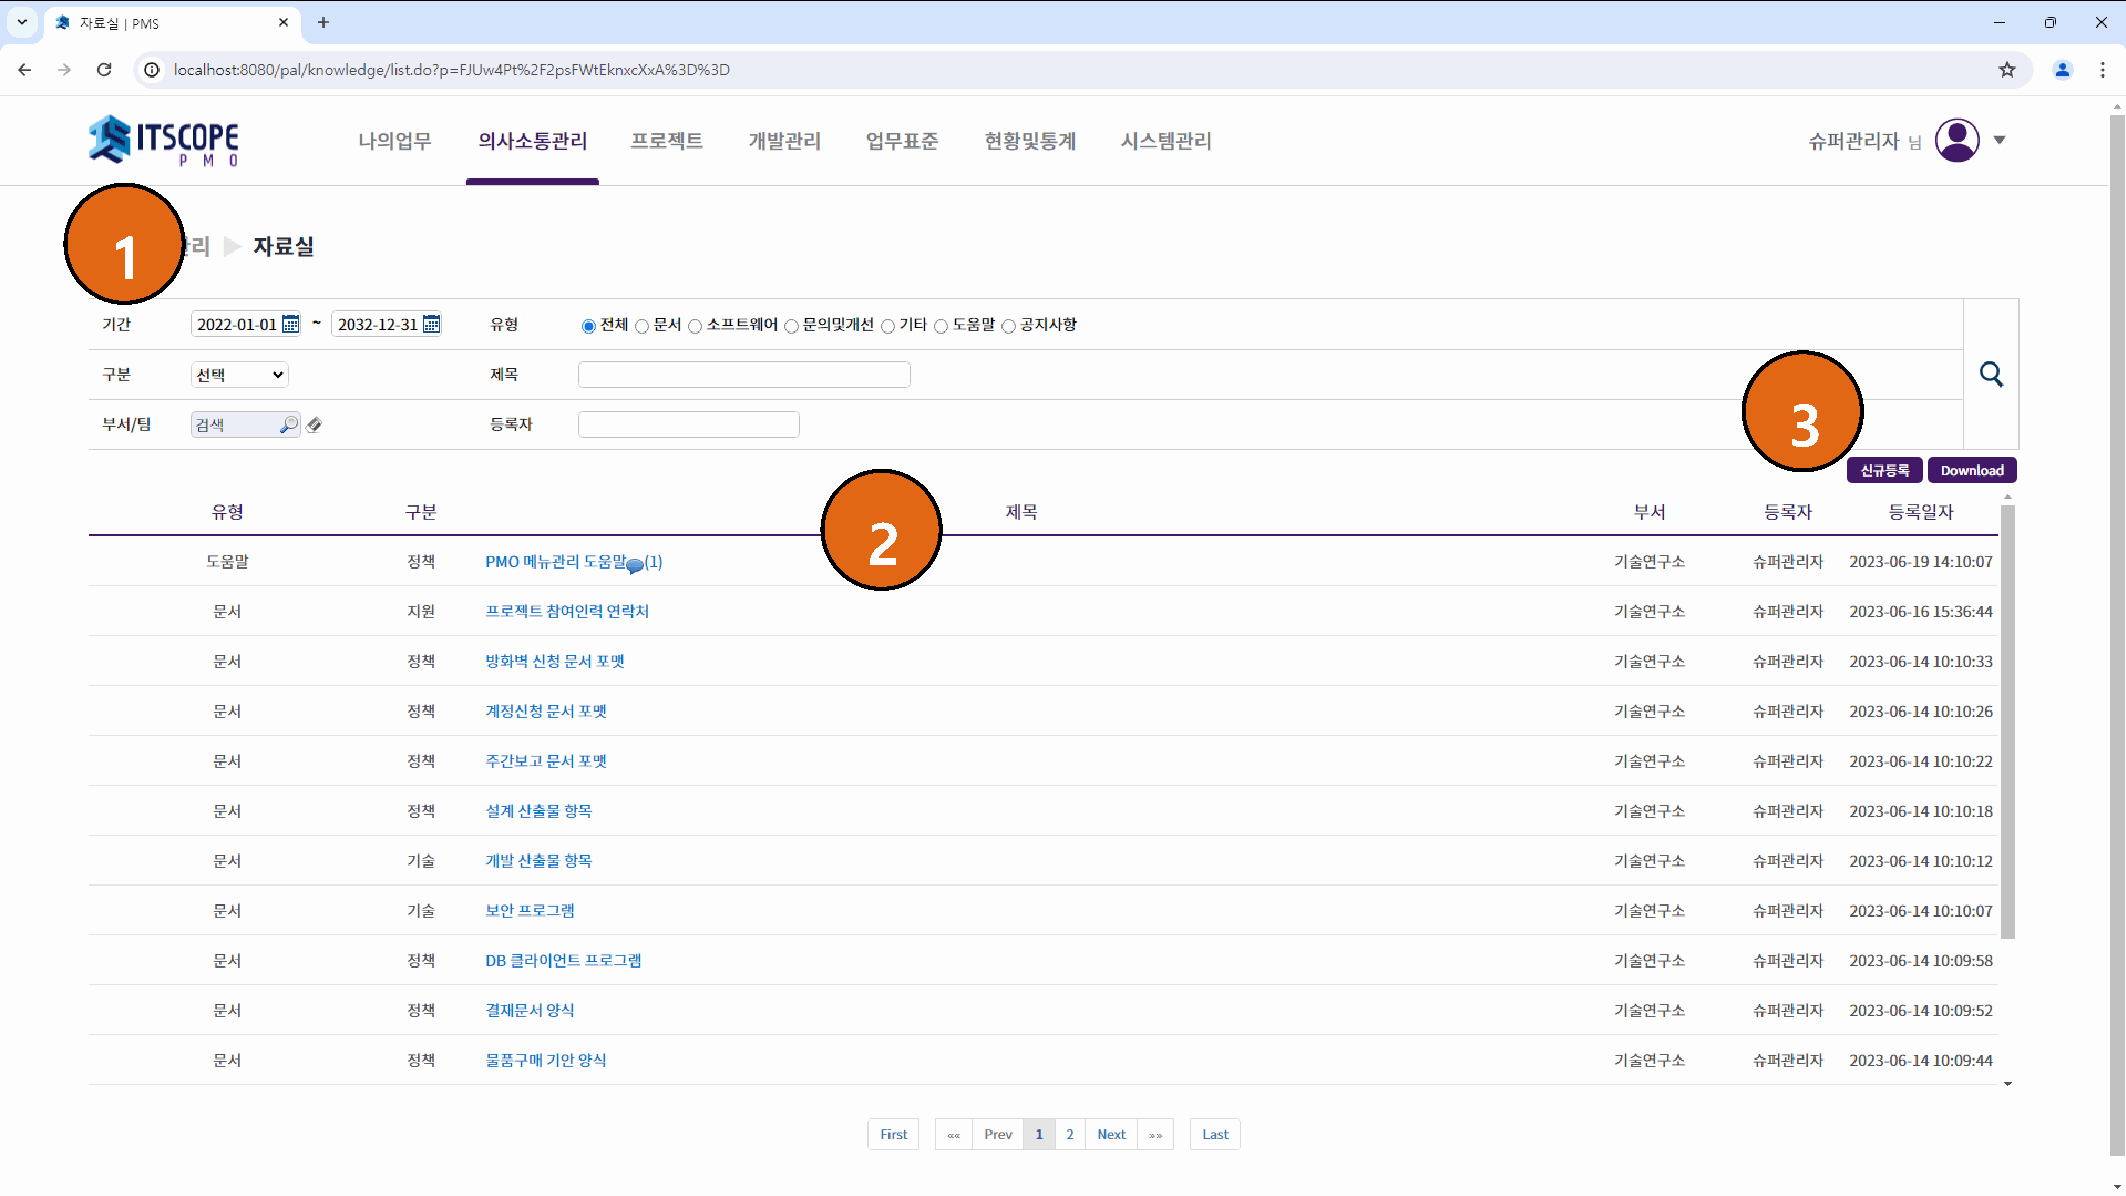 자료실 | PMS
localhost:8080/pal/knowledge/list.do?p=FJUw4Pt%2F2psFWtEknxcXxA%3D%3D
ITSCOPE
PMO
나의업무 의사소통관리 프로젝트 개발관리 업무표준 현황및통계 시스템관리
슈퍼관리자 님
1
리 ▶ 자료실
기간 2022-01-01 ~ 2032-12-31 유형 전체 문서 소프트웨어 문의및개선 기타 도움말 공지사항
구분 선택 제목
부서/팀 검색 등록자
3
신규등록 Download
2
유형 구분 제목 부서 등록자 등록일자
도움말 정책 PMO 메뉴관리 도움말(1) 기술연구소 슈퍼관리자 2023-06-19 14:10:07
문서 지원 프로젝트 참여인력 연락처 기술연구소 슈퍼관리자 2023-06-16 15:36:44
문서 정책 방화벽 신청 문서 포맷 기술연구소 슈퍼관리자 2023-06-14 10:10:33
문서 정책 계정신청 문서 포맷 기술연구소 슈퍼관리자 2023-06-14 10:10:26
문서 정책 주간보고 문서 포맷 기술연구소 슈퍼관리자 2023-06-14 10:10:22
문서 정책 설계 산출물 항목 기술연구소 슈퍼관리자 2023-06-14 10:10:18
문서 기술 개발 산출물 항목 기술연구소 슈퍼관리자 2023-06-14 10:10:12
문서 기술 보안 프로그램 기술연구소 슈퍼관리자 2023-06-14 10:10:07
문서 정책 DB 클라이언트 프로그램 기술연구소 슈퍼관리자 2023-06-14 10:09:58
문서 정책 결재문서 양식 기술연구소 슈퍼관리자 2023-06-14 10:09:52
문서 정책 물품구매 기안 양식 기술연구소 슈퍼관리자 2023-06-14 10:09:44
First «« Prev 1 2 Next »» Last